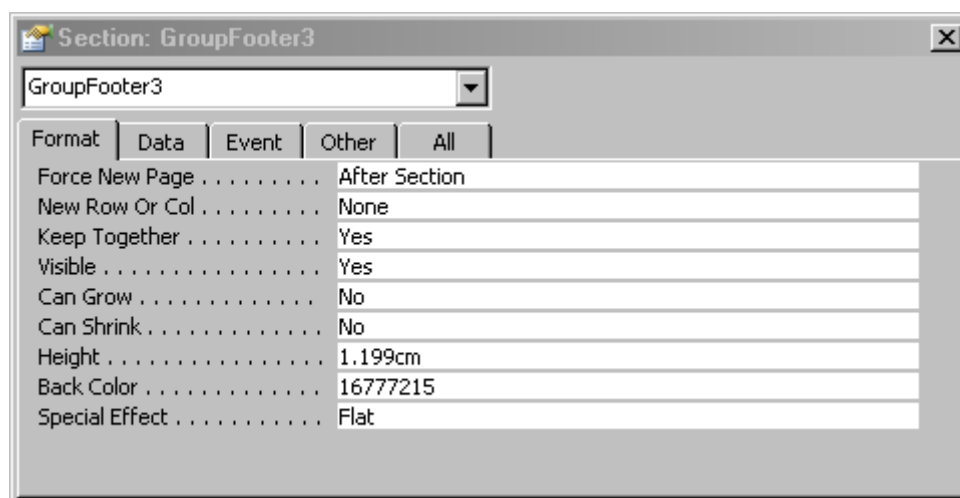 Section: GroupFooter3
GroupFooter3
Format Data Event Other All
Force New Page . . . . . . . . . After Section
New Row Or Col . . . . . . . . . None
Keep Together . . . . . . . . . . Yes
Visible . . . . . . . . . . . . . . . . Yes
Can Grow . . . . . . . . . . . . . No
Can Shrink . . . . . . . . . . . . . No
Height . . . . . . . . . . . . . . . . 1.199cm
Back Color . . . . . . . . . . . . . 16777215
Special Effect . . . . . . . . . . . Flat